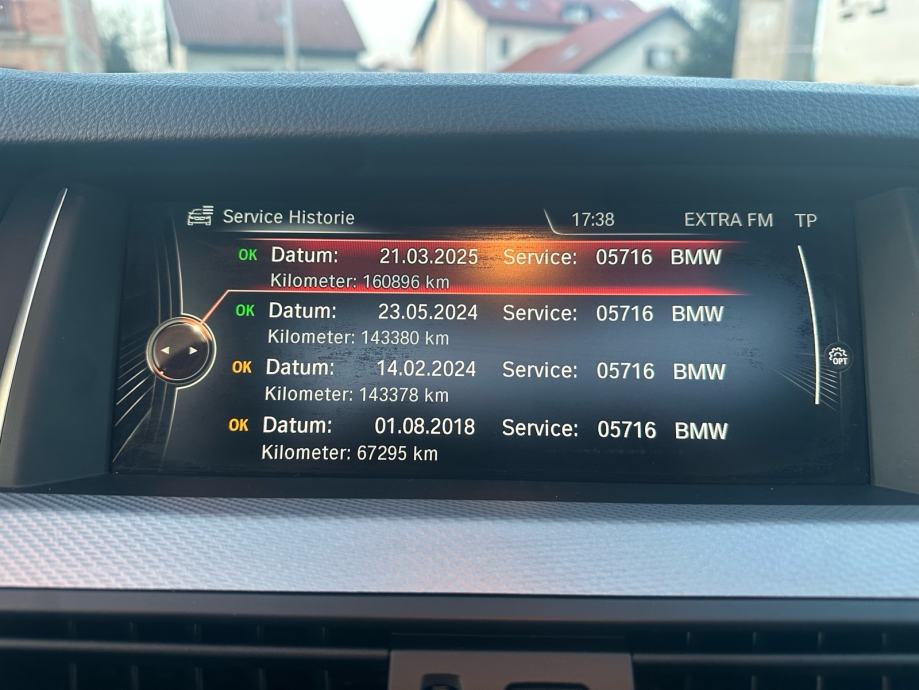 Service Historie 17:38 EXTRA FM TP
OK Datum: 21.03.2025 Service: 05716 BMW
Kilometer: 160896 km
OK Datum: 23.05.2024 Service: 05716 BMW
Kilometer: 143380 km
OK Datum: 14.02.2024 Service: 05716 BMW
OPT
Kilometer: 143378 km
OK Datum: 01.08.2018 Service: 05716 BMW
Kilometer: 67295 km